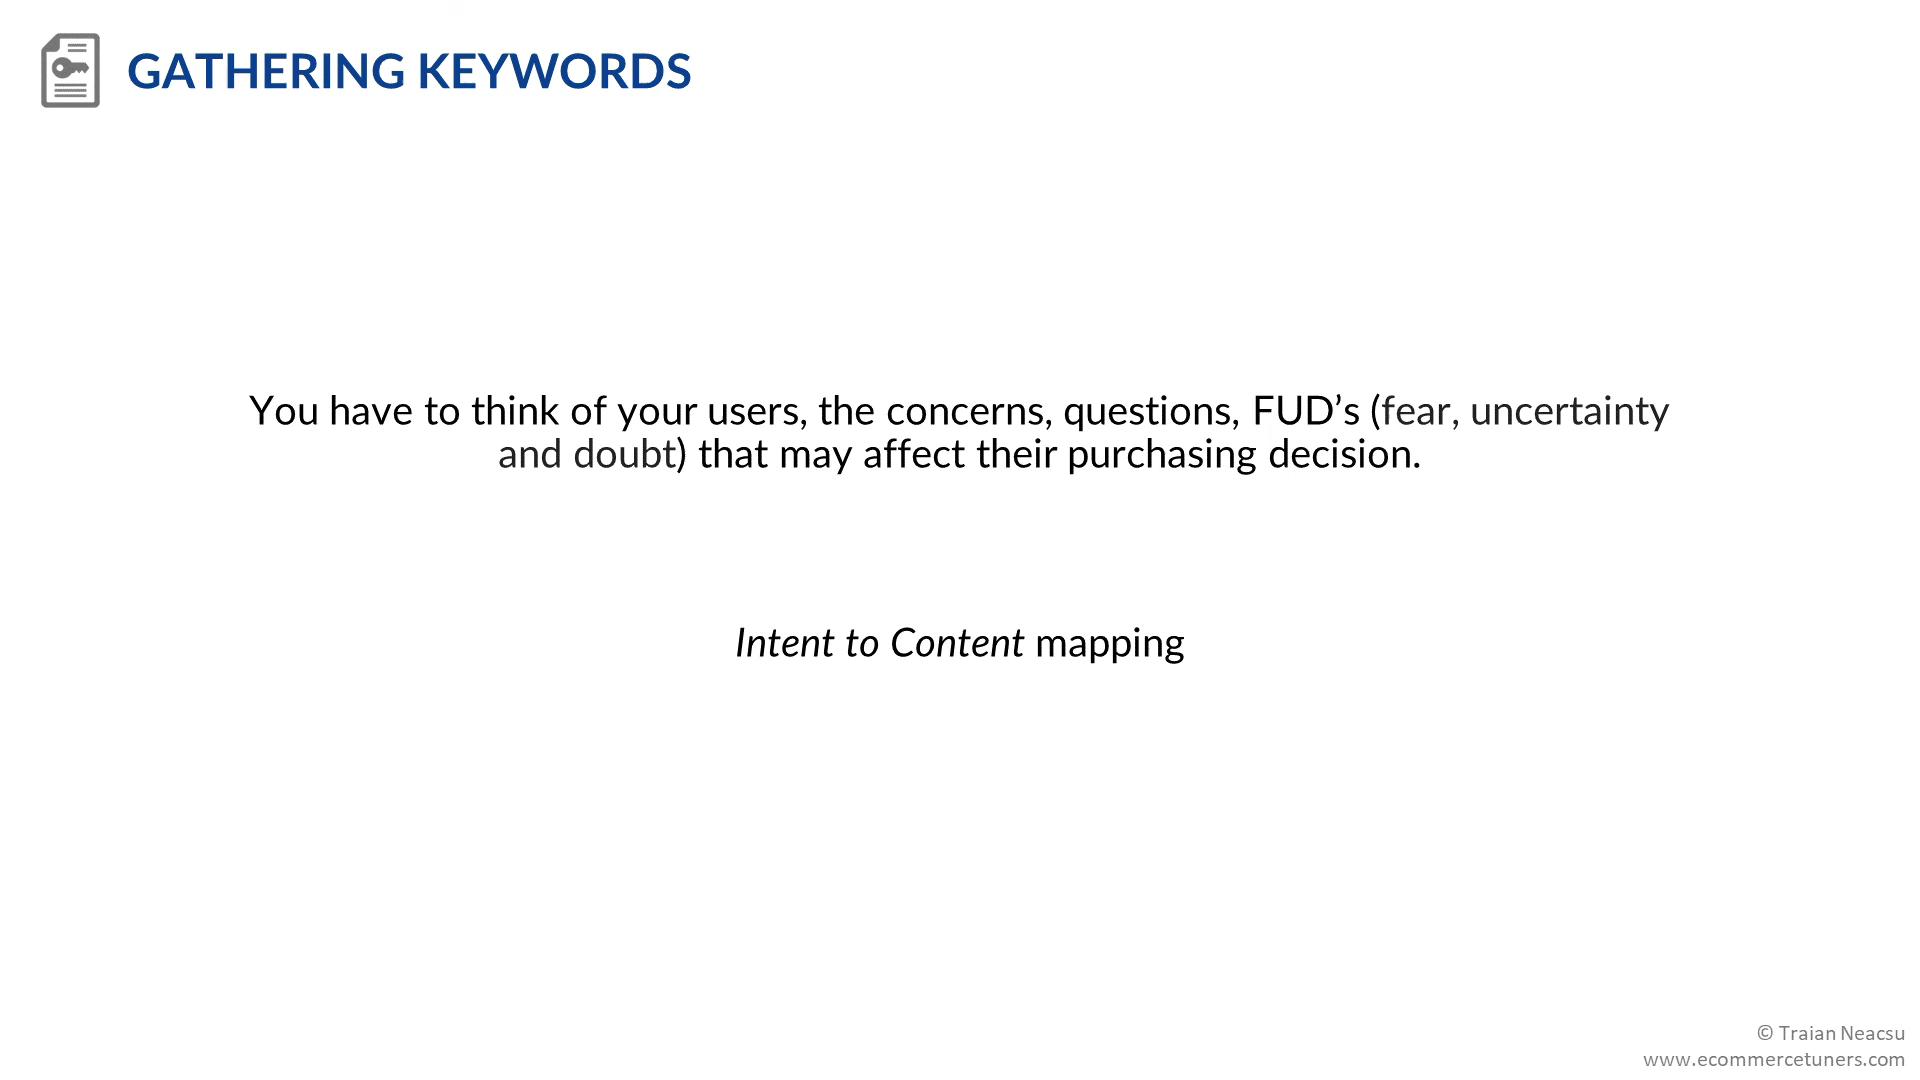 GATHERING KEYWORDS
You have to think of your users, the concerns, questions, FUD’s (fear, uncertainty
and doubt) that may affect their purchasing decision.
Intent to Content mapping
© Traian Neacsu
www.ecommercetuners.com